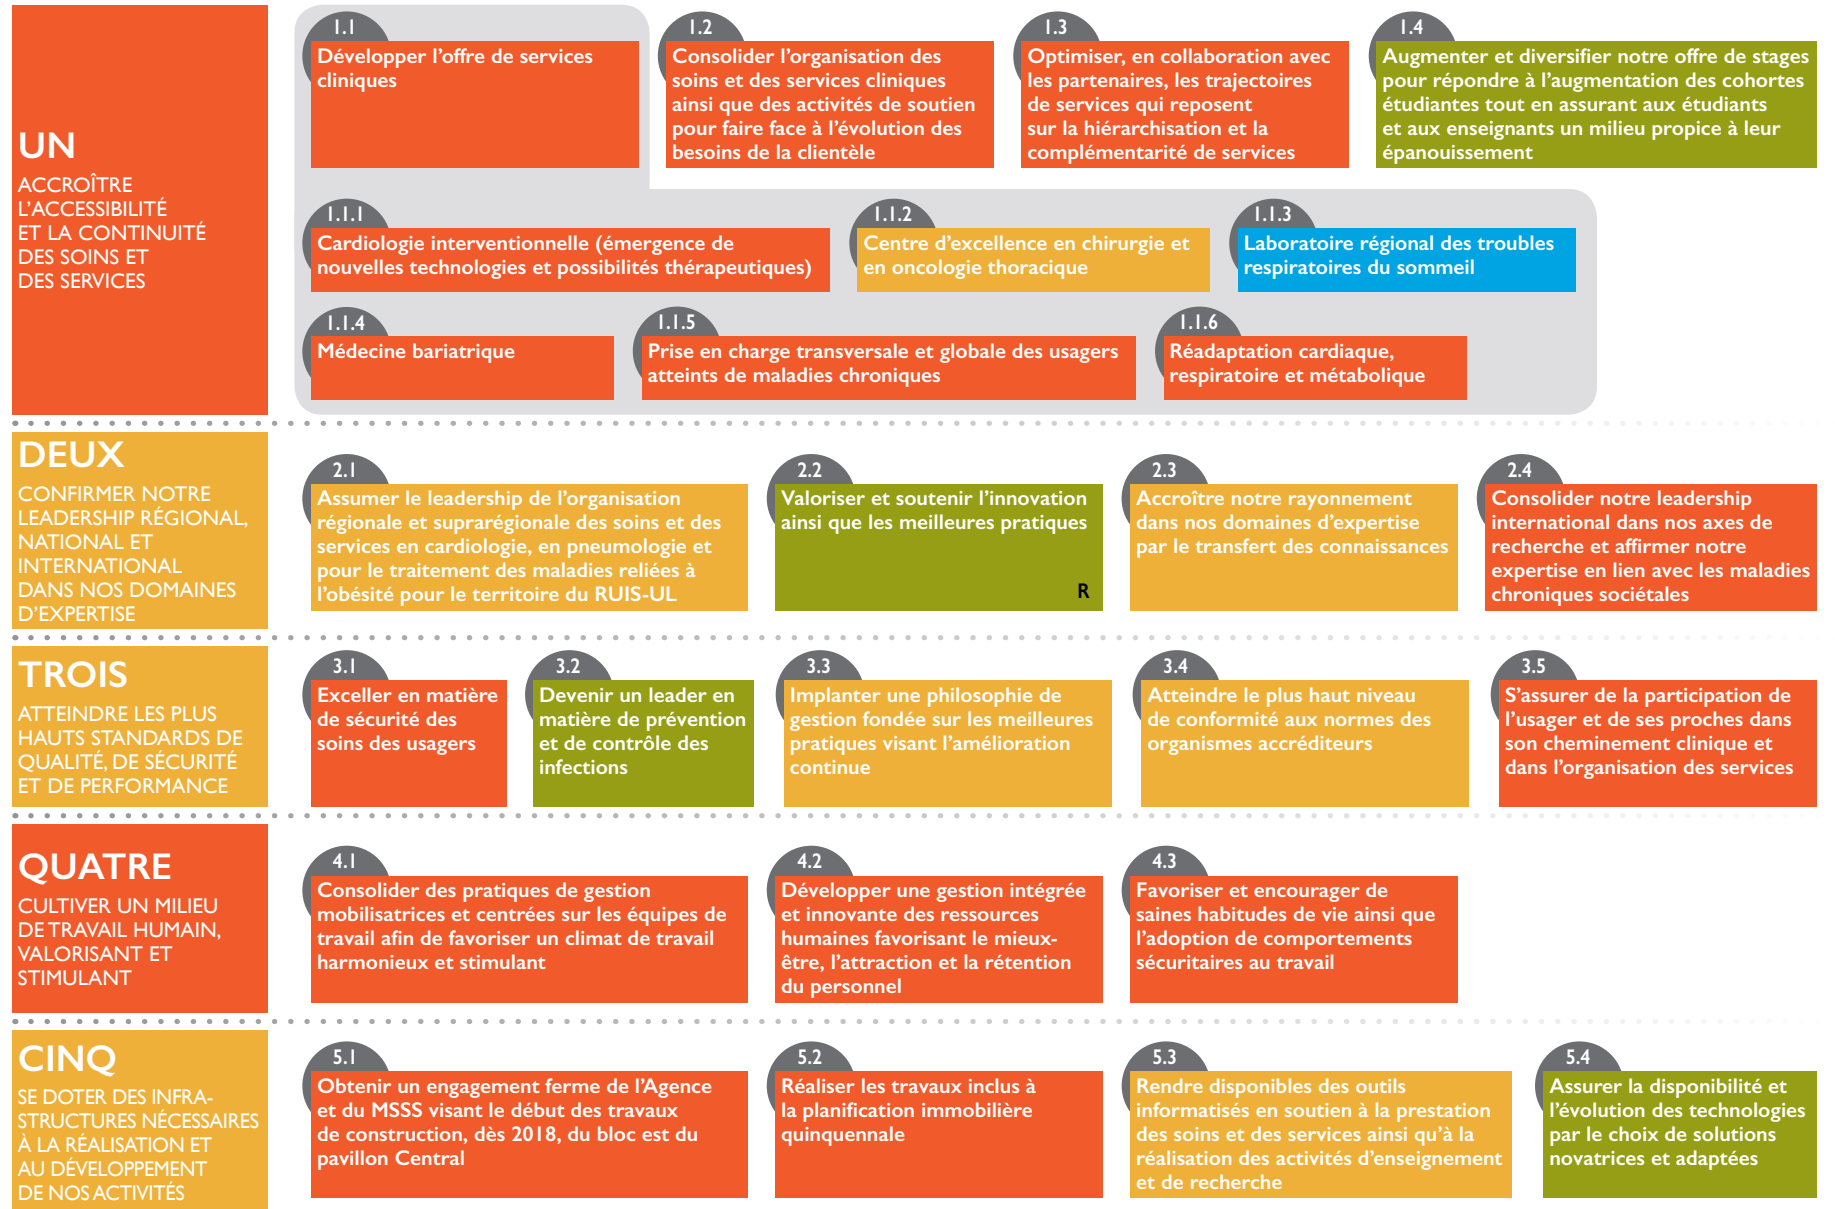 UN
ACCROÎTRE
L’ACCESSIBILITÉ
ET LA CONTINUITÉ
DES SOINS ET
DES SERVICES
1.1
Développer l’offre de services
cliniques
1.2
Consolider l’organisation des
soins et des services cliniques
ainsi que des activités de soutien
pour faire face à l’évolution des
besoins de la clientèle
1.3
Optimiser, en collaboration avec
les partenaires, les trajectoires
de services qui reposent
sur la hiérarchisation et la
complémentarité de services
1.4
Augmenter et diversifier notre offre de stages
pour répondre à l’augmentation des cohortes
étudiantes tout en assurant aux étudiants
et aux enseignants un milieu propice à leur
épanouissement
1.1.1
Cardiologie interventionnelle (émergence de
nouvelles technologies et possibilités thérapeutiques)
1.1.2
Centre d’excellence en chirurgie et
en oncologie thoracique
1.1.3
Laboratoire régional des troubles
respiratoires du sommeil
1.1.4
Médecine bariatrique
1.1.5
Prise en charge transversale et globale des usagers
atteints de maladies chroniques
1.1.6
Réadaptation cardiaque,
respiratoire et métabolique
DEUX
CONFIRMER NOTRE
LEADERSHIP RÉGIONAL,
NATIONAL ET
INTERNATIONAL
DANS NOS DOMAINES
D’EXPERTISE
2.1
Assumer le leadership de l’organisation
régionale et suprarégionale des soins et des
services en cardiologie, en pneumologie et
pour le traitement des maladies reliées à
l’obésité pour le territoire du RUIS-UL
2.2
Valoriser et soutenir l’innovation
ainsi que les meilleures pratiques
R
2.3
Accroître notre rayonnement
dans nos domaines d’expertise
par le transfert des connaissances
2.4
Consolider notre leadership
international dans nos axes de
recherche et affirmer notre
expertise en lien avec les maladies
chroniques sociétales
TROIS
ATTEINDRE LES PLUS
HAUTS STANDARDS DE
QUALITÉ, DE SÉCURITÉ
ET DE PERFORMANCE
3.1
Exceller en matière
de sécurité des
soins des usagers
3.2
Devenir un leader en
matière de prévention
et de contrôle des
infections
3.3
Implanter une philosophie de
gestion fondée sur les meilleures
pratiques visant l’amélioration
continue
3.4
Atteindre le plus haut niveau
de conformité aux normes des
organismes accréditeurs
3.5
S’assurer de la participation de
l’usager et de ses proches dans
son cheminement clinique et
dans l’organisation des services
QUATRE
CULTIVER UN MILIEU
DE TRAVAIL HUMAIN,
VALORISANT ET
STIMULANT
4.1
Consolider des pratiques de gestion
mobilisatrices et centrées sur les équipes de
travail afin de favoriser un climat de travail
harmonieux et stimulant
4.2
Développer une gestion intégrée
et innovante des ressources
humaines favorisant le mieux-
être, l’attraction et la rétention
du personnel
4.3
Favoriser et encourager de
saines habitudes de vie ainsi que
l’adoption de comportements
sécuritaires au travail
CINQ
SE DOTER DES INFRA-
STRUCTURES NÉCESSAIRES
À LA RÉALISATION ET
AU DÉVELOPPEMENT
DE NOS ACTIVITÉS
5.1
Obtenir un engagement ferme de l’Agence
et du MSSS visant le début des travaux
de construction, dès 2018, du bloc est du
pavillon Central
5.2
Réaliser les travaux inclus à
la planification immobilière
quinquennale
5.3
Rendre disponibles des outils
informatisés en soutien à la prestation
des soins et des services ainsi qu’à la
réalisation des activités d’enseignement
et de recherche
5.4
Assurer la disponibilité et
l’évolution des technologies
par le choix de solutions
novatrices et adaptées